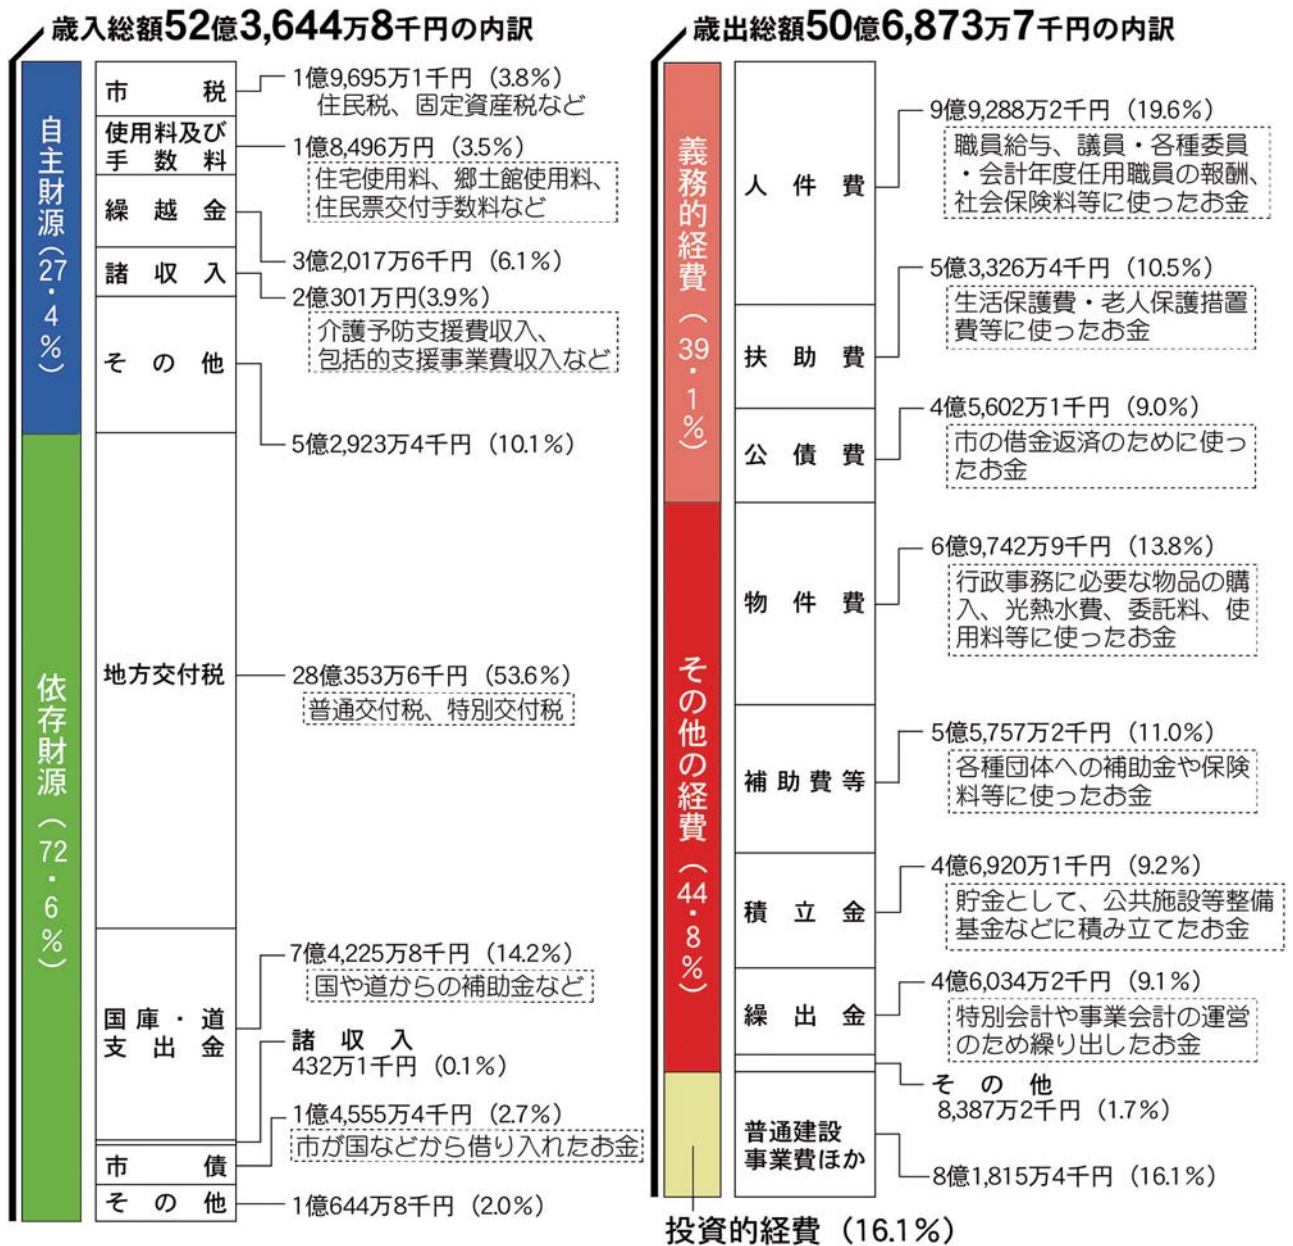 歳入総額52億3,644万8千円の内訳
自主財源(27・4%)
市税
1億9,695万1千円(3.8%)
住民税、固定資産税など
使用料及び
手数料
1億8,496万円(3.5%)
住宅使用料、郷土館使用料、
住民票交付手数料など
繰越金
3億2,017万6千円(6.1%)
諸収入
2億301万円(3.9%)
介護予防支援費収入、
包括的支援事業費収入など
その他
5億2,923万4千円(10.1%)
依存財源(72・6%)
地方交付税
28億353万6千円(53.6%)
普通交付税、特別交付税
国庫・道
支出金
7億4,225万8千円(14.2%)
国や道からの補助金など
諸収入
432万1千円(0.1%)
市債
1億4,555万4千円(2.7%)
市が国などから借り入れたお金
その他
1億644万8千円(2.0%)
歳出総額50億6,873万7千円の内訳
義務的経費(39・1%)
人件費
9億9,288万2千円(19.6%)
職員給与、議員・各種委員
・会計年度任用職員の報酬、
社会保険料等に使ったお金
扶助費
5億3,326万4千円(10.5%)
生活保護費・老人保護措置
費等に使ったお金
公債費
4億5,602万1千円(9.0%)
市の借金返済のために使っ
たお金
その他の経費(44・8%)
物件費
6億9,742万9千円(13.8%)
行政事務に必要な物品の購
入、光熱水費、委託料、使
用料等に使ったお金
補助費等
5億5,757万2千円(11.0%)
各種団体への補助金や保険
料等に使ったお金
積立金
4億6,920万1千円(9.2%)
貯金として、公共施設等整備
基金などに積み立てたお金
繰出金
4億6,034万2千円(9.1%)
特別会計や事業会計の運営
のため繰り出したお金
その他
8,387万2千円(1.7%)
普通建設
事業費ほか
8億1,815万4千円(16.1%)
投資的経費(16.1%)